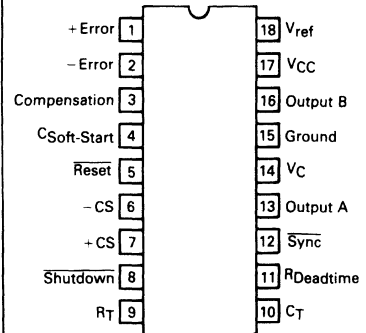 + Error 1
− Error 2
Compensation 3
CSoft-Start 4
Reset 5
− CS 6
+ CS 7
Shutdown 8
RT 9
18 Vref
17 VCC
16 Output B
15 Ground
14 VC
13 Output A
12 Sync
11 RDeadtime
10 CT